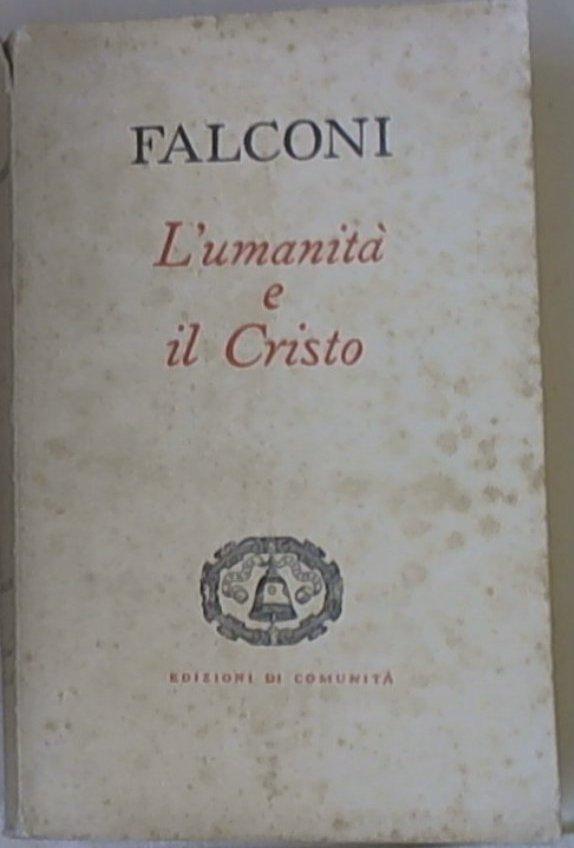 FALCONI
L'umanità
e
il Cristo
EDIZIONI DI COMUNITÀ